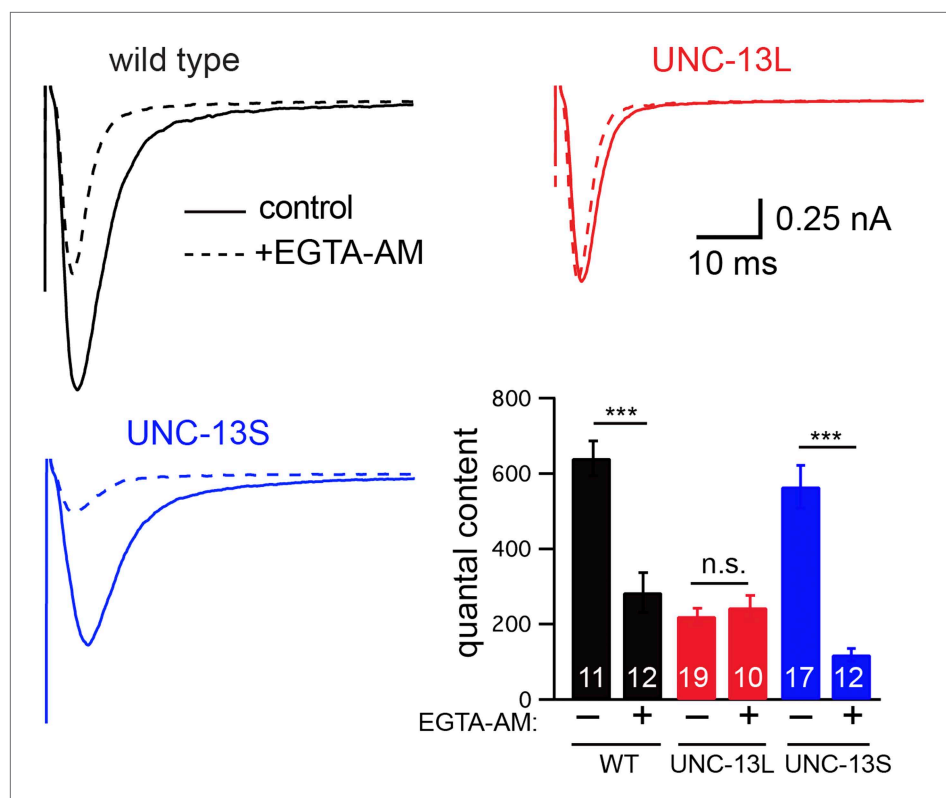 wild type
control
+EGTA-AM
UNC-13L
0.25 nA
10 ms
UNC-13S
800
600
400
200
0
quantal content
***
n.s.
***
11 12 19 10 17 12
EGTA-AM: – + – + – +
WT UNC-13L UNC-13S